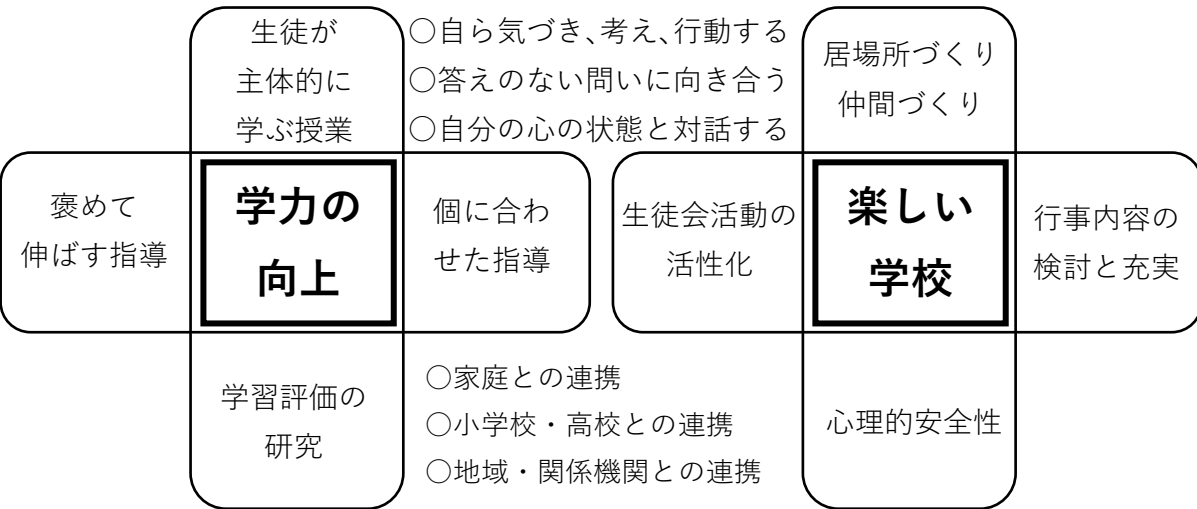 生徒が
主体的に
学ぶ授業
○自ら気づき､考え､行動する
○答えのない問いに向き合う
○自分の心の状態と対話する
居場所づくり
仲間づくり
褒めて
伸ばす指導
学力の
向上
個に合わ
せた指導
生徒会活動の
活性化
楽しい
学校
行事内容の
検討と充実
学習評価の
研究
○家庭との連携
○小学校・高校との連携
○地域・関係機関との連携
心理的安全性